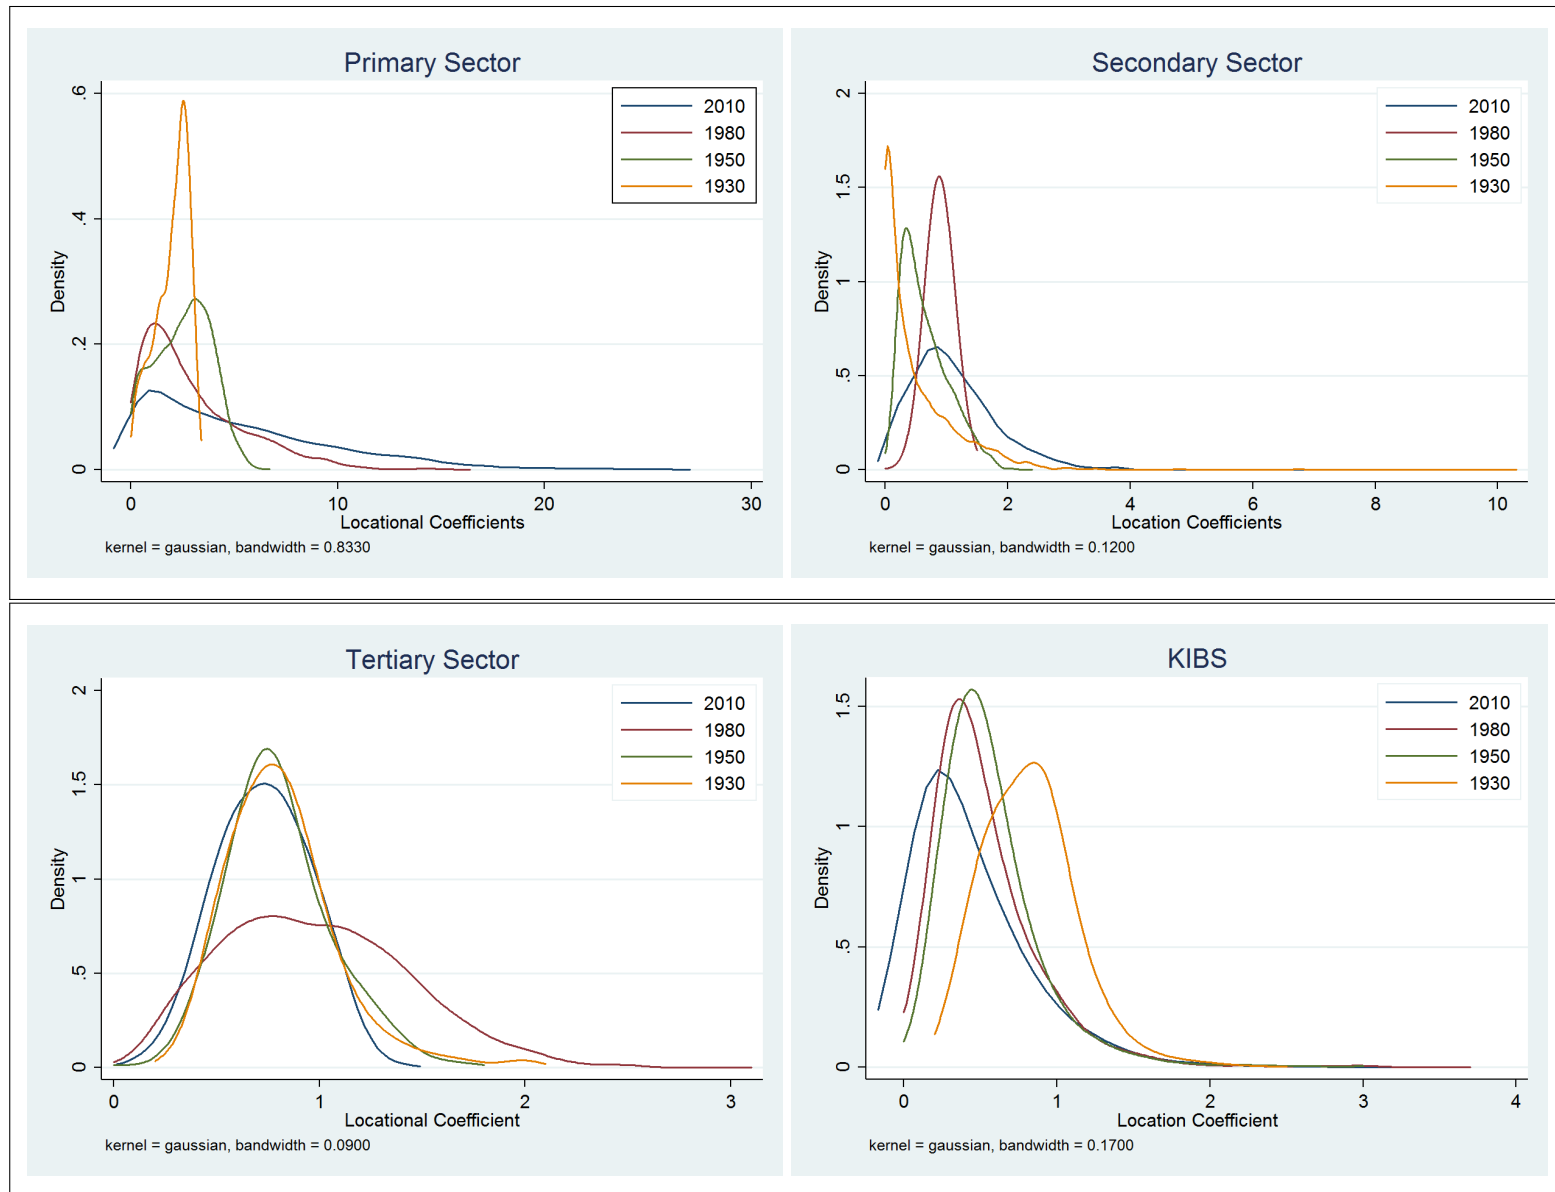 Primary Sector
.6
.4
.2
0
Density
2010
1980
1950
1930
0 10 20 30
Locational Coefficients
kernel = gaussian, bandwidth = 0.8330
Secondary Sector
2
1.5
1
.5
0
Density
2010
1980
1950
1930
0 2 4 6 8 10
Location Coefficients
kernel = gaussian, bandwidth = 0.1200
Tertiary Sector
2
1.5
1
.5
0
Density
2010
1980
1950
1930
0 1 2 3
Locational Coefficient
kernel = gaussian, bandwidth = 0.0900
KIBS
1.5
1
.5
0
Density
2010
1980
1950
1930
0 1 2 3 4
Location Coefficient
kernel = gaussian, bandwidth = 0.1700